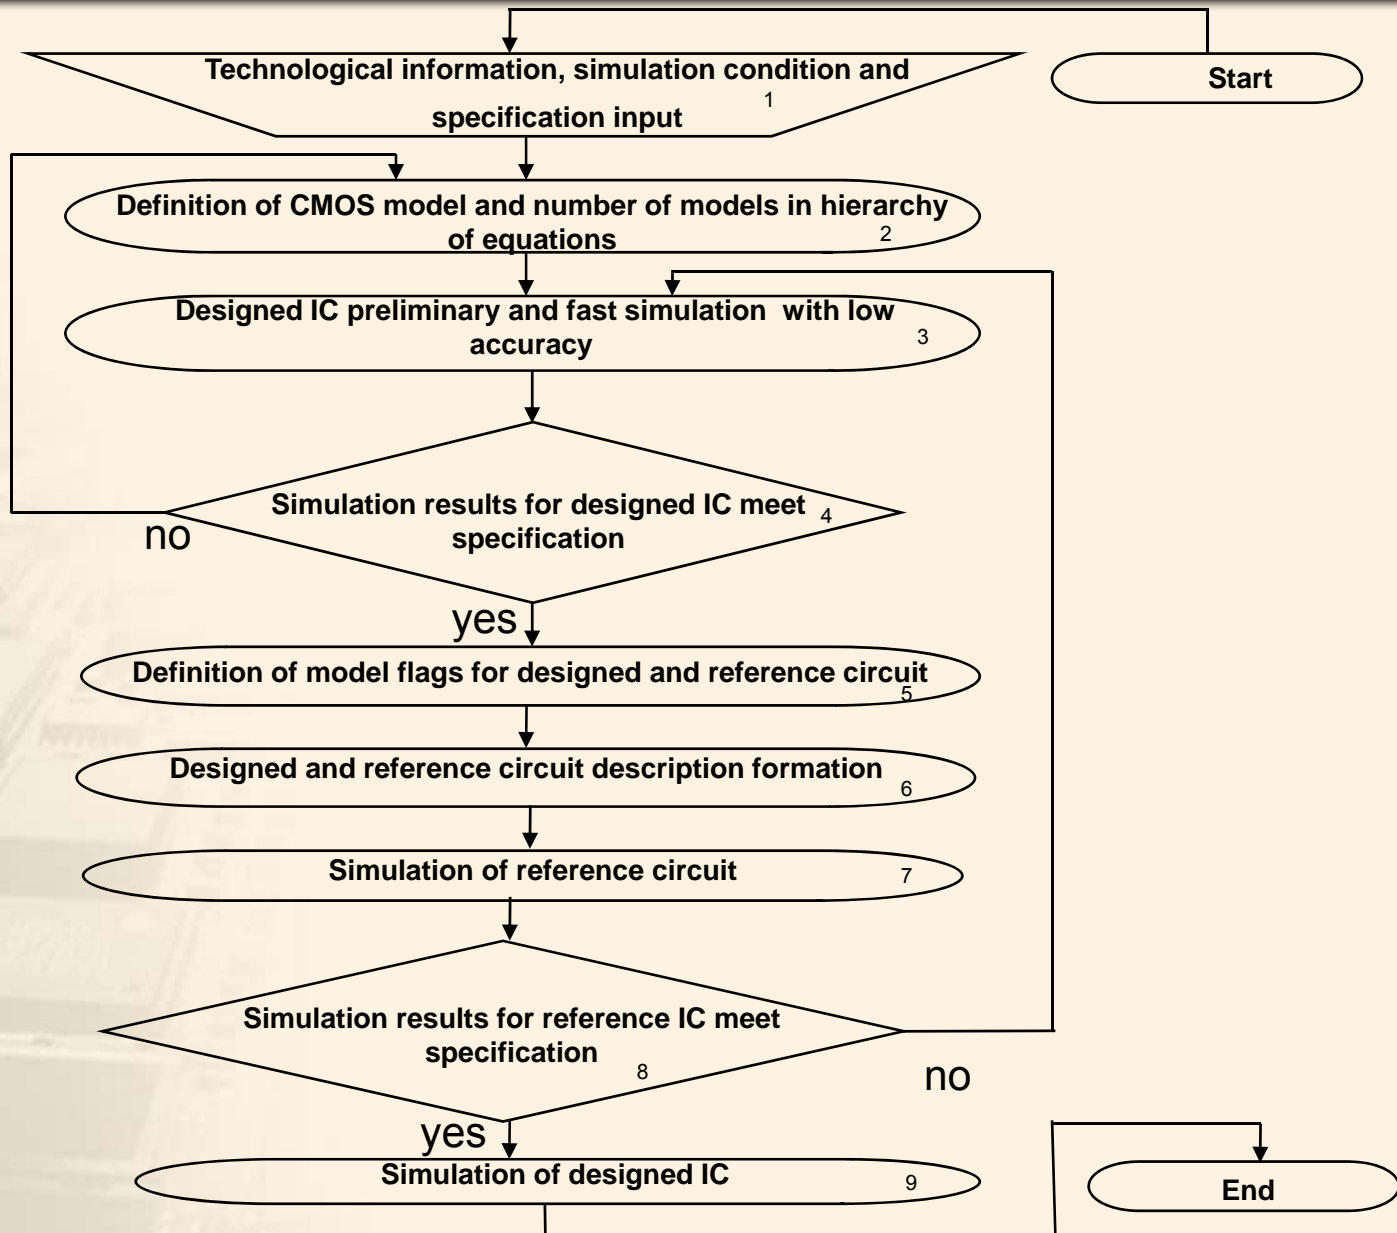 Start
Technological information, simulation condition and
1
specification input
Definition of CMOS model and number of models in hierarchy
of equations
2
Designed IC preliminary and fast simulation with low
accuracy
3
Simulation results for designed IC meet
specification
4
no
yes
Definition of model flags for designed and reference circuit
5
Designed and reference circuit description formation
6
Simulation of reference circuit
7
Simulation results for reference IC meet
specification
8
no
yes
Simulation of designed IC
9
End